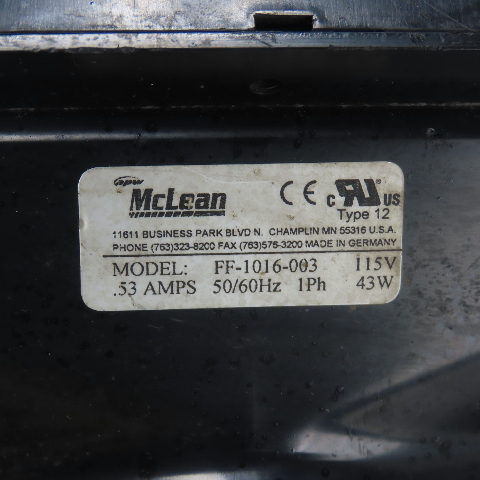 apw
McLean
CE c RU US
Type 12
11611 BUSINESS PARK BLVD N. CHAMPLIN MN 55316 U.S.A.
PHONE (763)323-8200 FAX (763)576-3200 MADE IN GERMANY
MODEL: FF-1016-003 115V
.53 AMPS 50/60Hz 1Ph 43W